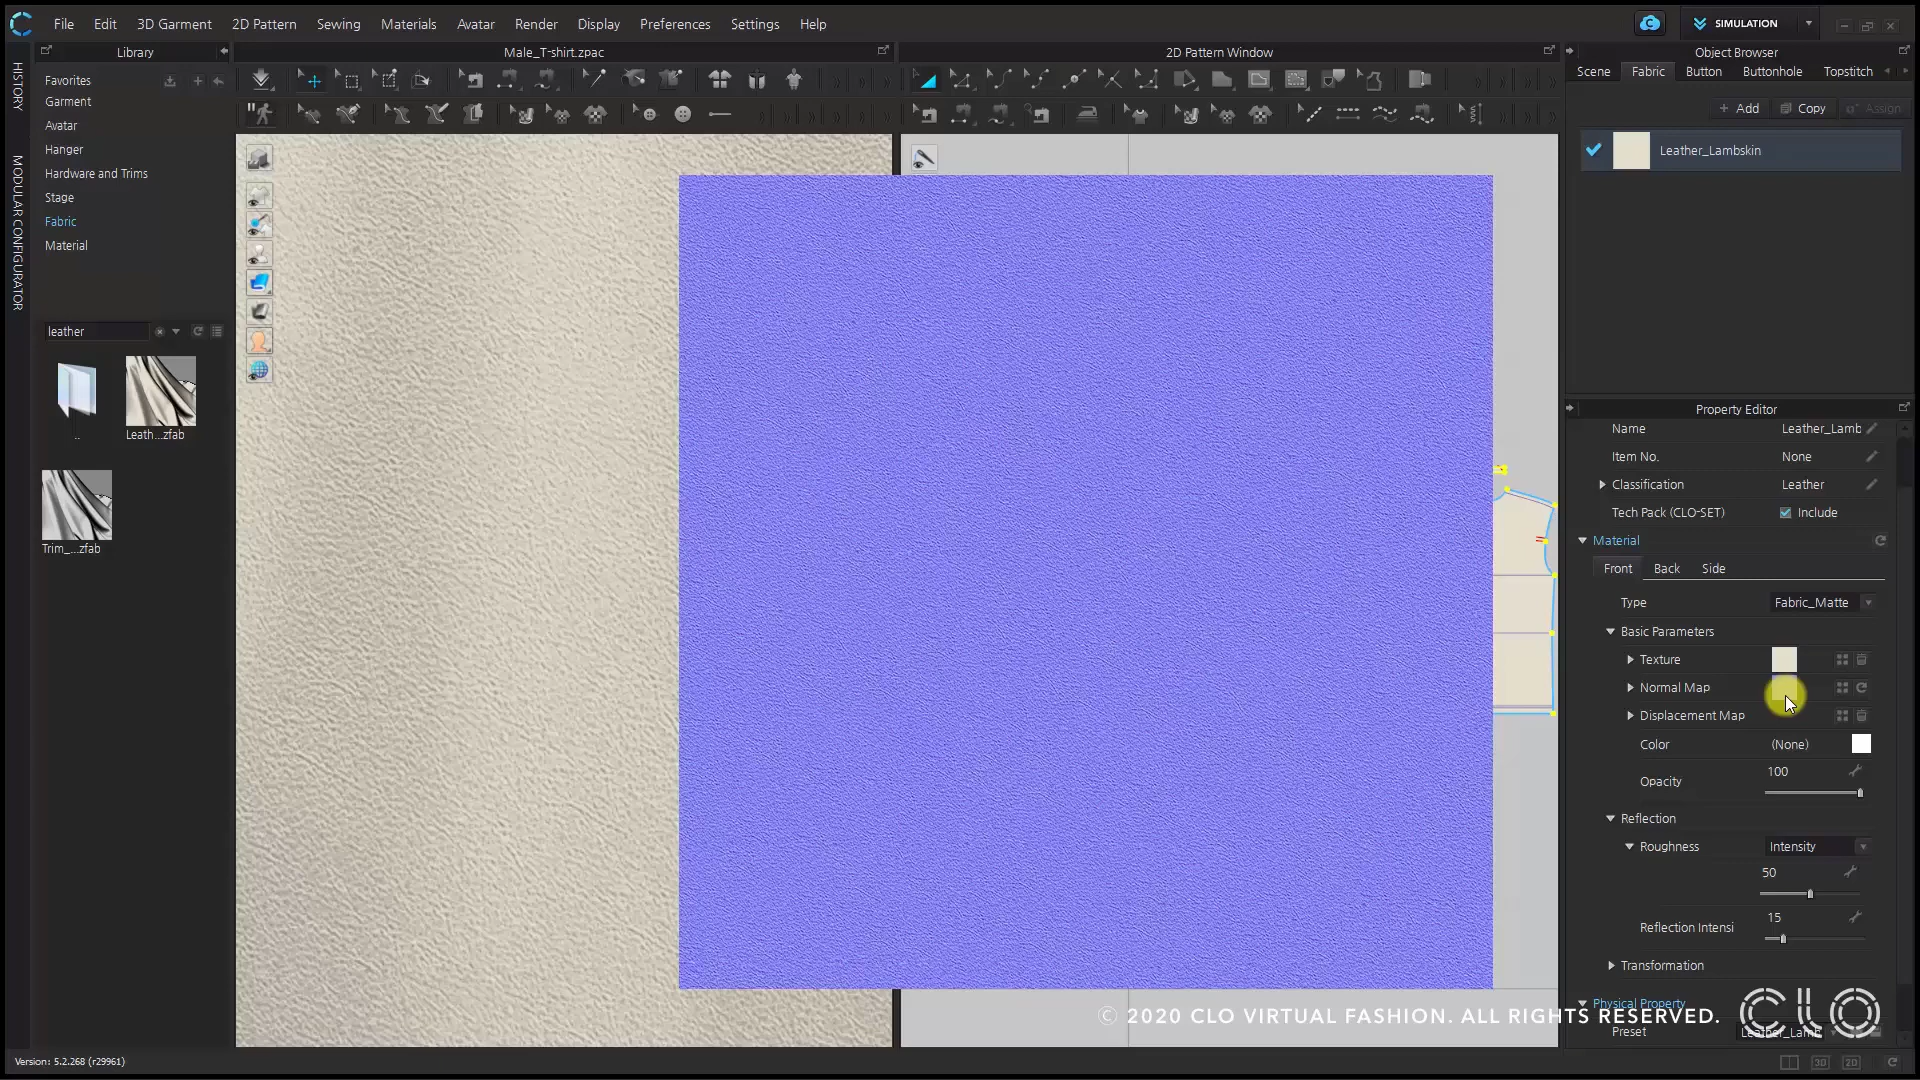 File Edit 3D Garment 2D Pattern Sewing Materials Avatar Render Display Preferences Settings Help
SIMULATION
Library
Male_T-shirt.zpac
2D Pattern Window
Object Browser
HISTORY
MODULAR CONFIGURATOR
Favorites
Garment
Avatar
Hanger
Hardware and Trims
Stage
Fabric
Material
leather
..
Leath...zfab
Trim_...zfab
Scene Fabric Button Buttonhole Topstitch
+ Add Copy Assign
Leather_Lambskin
Property Editor
Name Leather_Lamb
Item No. None
Classification Leather
Tech Pack (CLO-SET) Include
Material
Front Back Side
Type Fabric_Matte
Basic Parameters
Texture
Normal Map
Displacement Map
Color (None)
Opacity 100
Reflection
Roughness Intensity
50
Reflection Intensi 15
Transformation
Physical Property
Preset Leather_Lamb
© 2020 CLO VIRTUAL FASHION. ALL RIGHTS RESERVED.
CLO
Version: 5.2.268 (r29961)
3D 2D